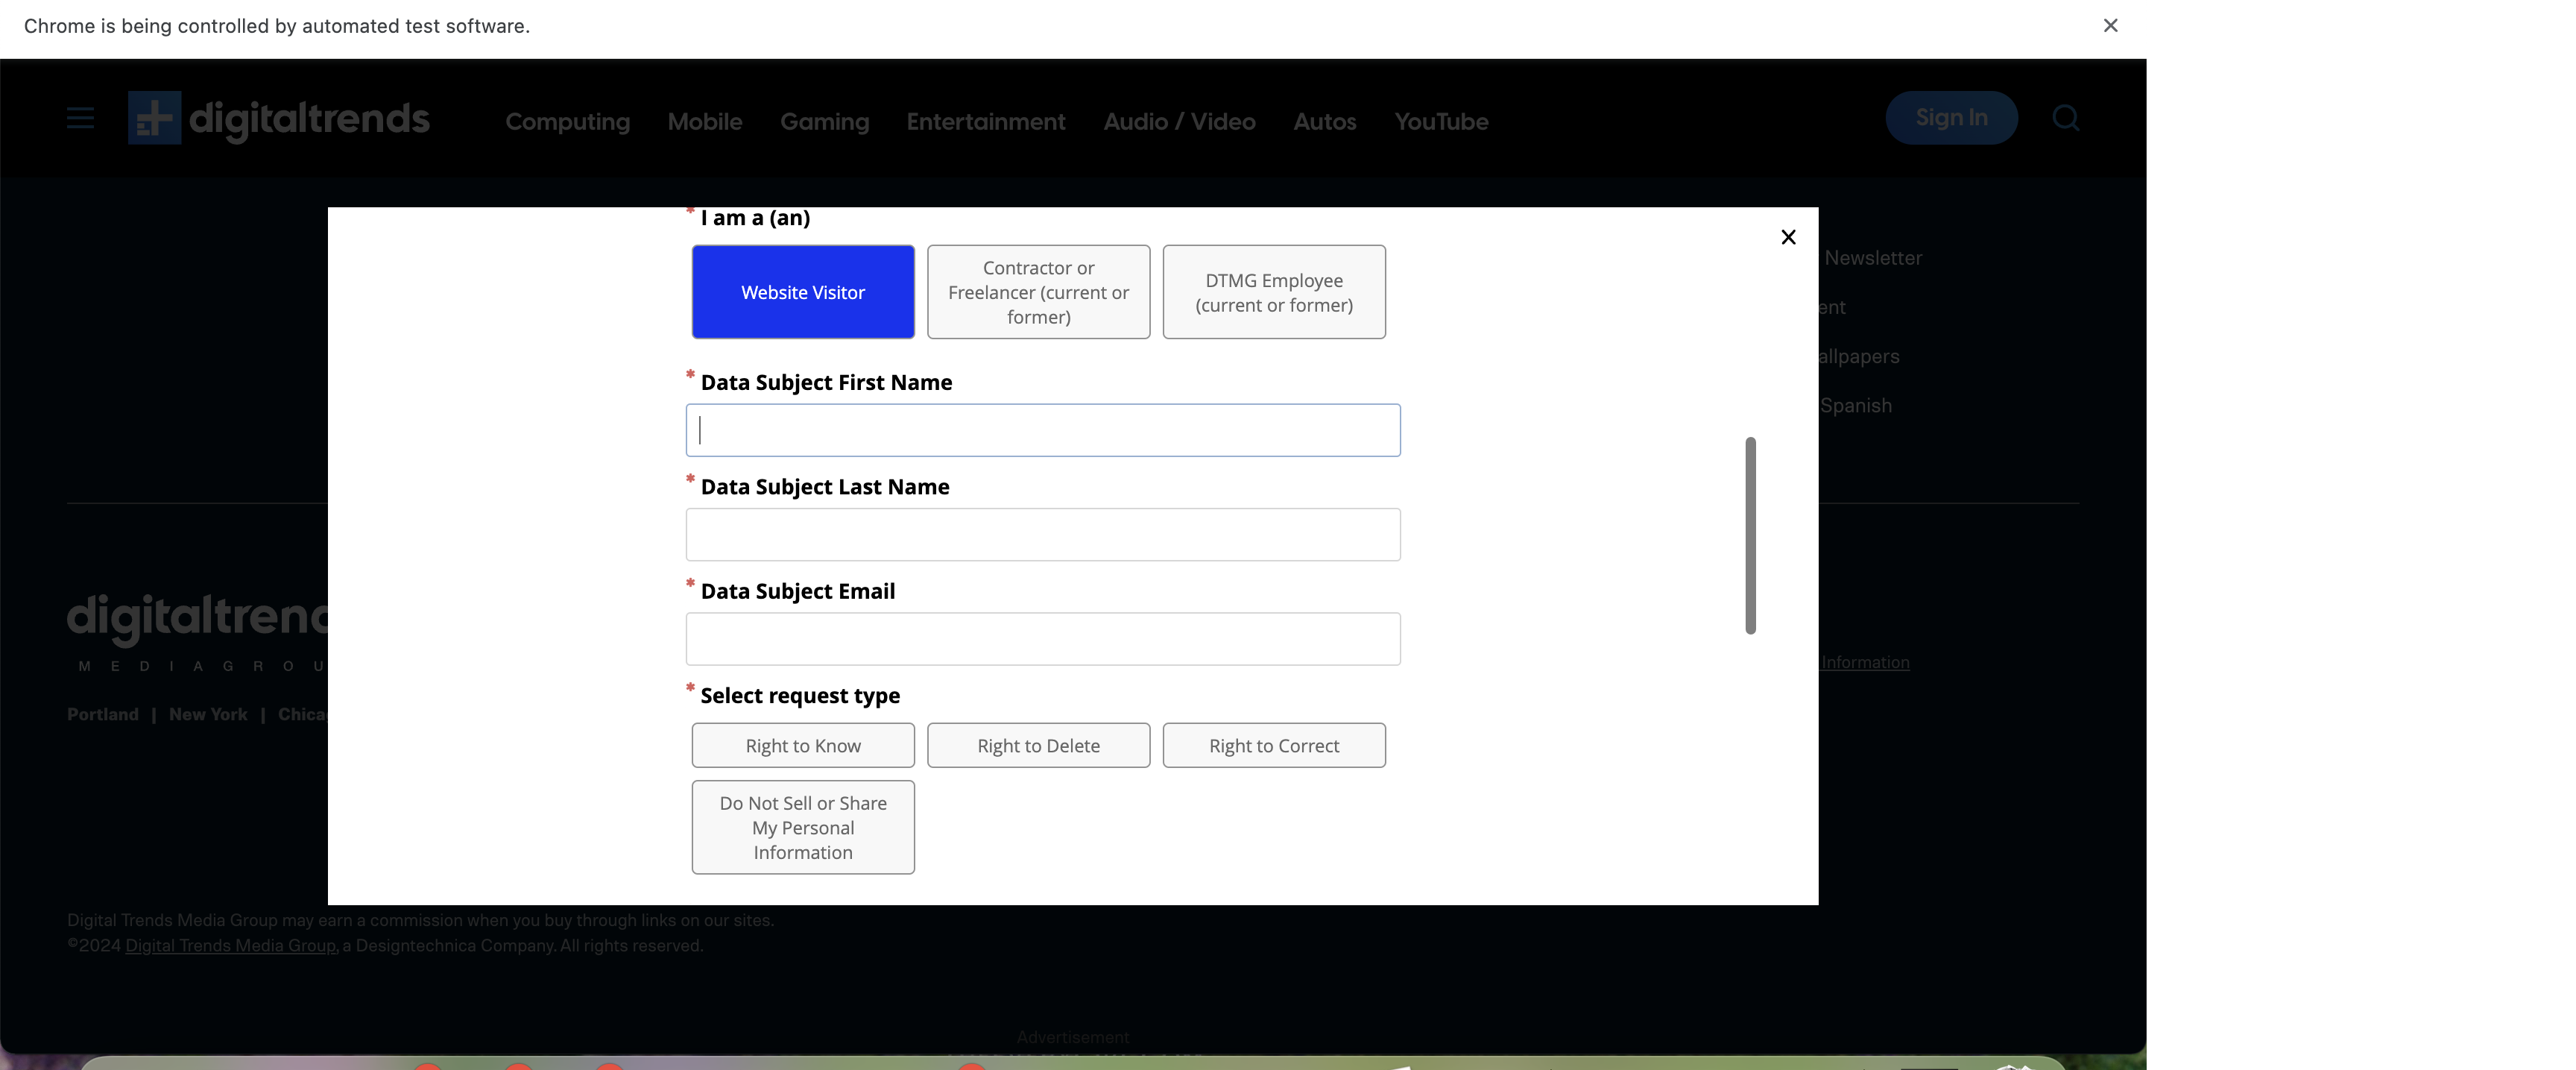 Chrome is being controlled by automated test software.
digitaltrends Computing Mobile Gaming Entertainment Audio / Video Autos YouTube Sign In
* I am a (an)
Website Visitor
Contractor or
Freelancer (current or
former)
DTMG Employee
(current or former)
* Data Subject First Name
* Data Subject Last Name
* Data Subject Email
* Select request type
Right to Know
Right to Delete
Right to Correct
Do Not Sell or Share
My Personal
Information
Newsletter
Spanish
Information
digitaltrend
MEDIAGROU
Portland | New York |
Digital Trends Media Group may earn a commission when you buy through links on our sites.
©2024 Digital Trends Media Group, a Designtechnica Company. All rights reserved.
Advertisement